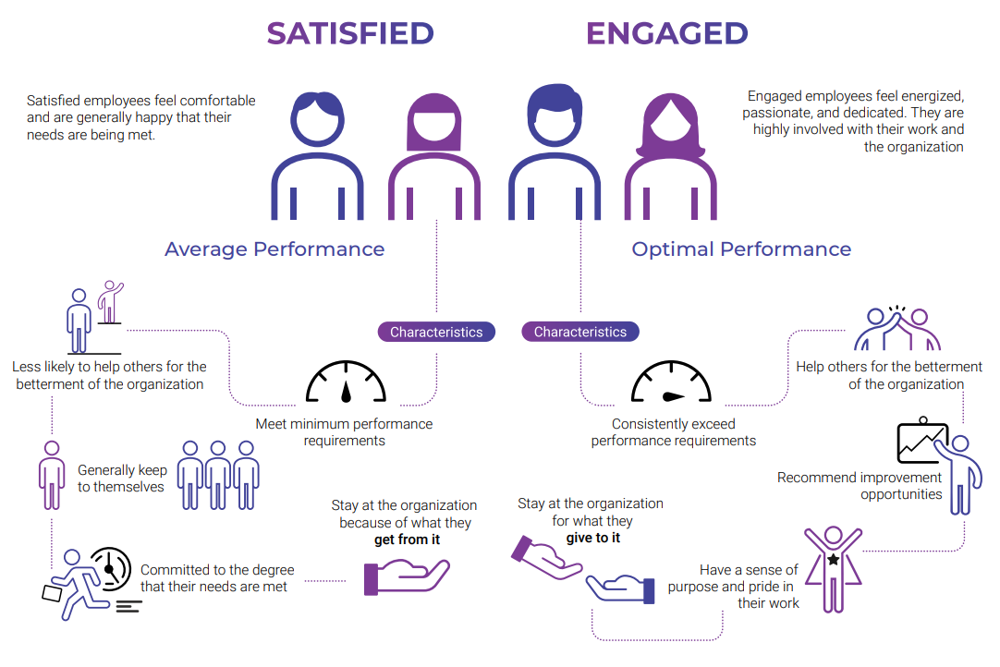 SATISFIED
Satisfied employees feel comfortable
and are generally happy that their
needs are being met.
Average Performance
Characteristics
Meet minimum performance
requirements
Less likely to help others for the
betterment of the organization
Generally keep
to themselves
Committed to the degree
that their needs are met
Stay at the organization
because of what they
get from it
ENGAGED
Engaged employees feel energized,
passionate, and dedicated. They are
highly involved with their work and
the organization
Optimal Performance
Characteristics
Consistently exceed
performance requirements
Help others for the betterment
of the organization
Recommend improvement
opportunities
Have a sense of
purpose and pride in
their work
Stay at the organization
for what they
give to it